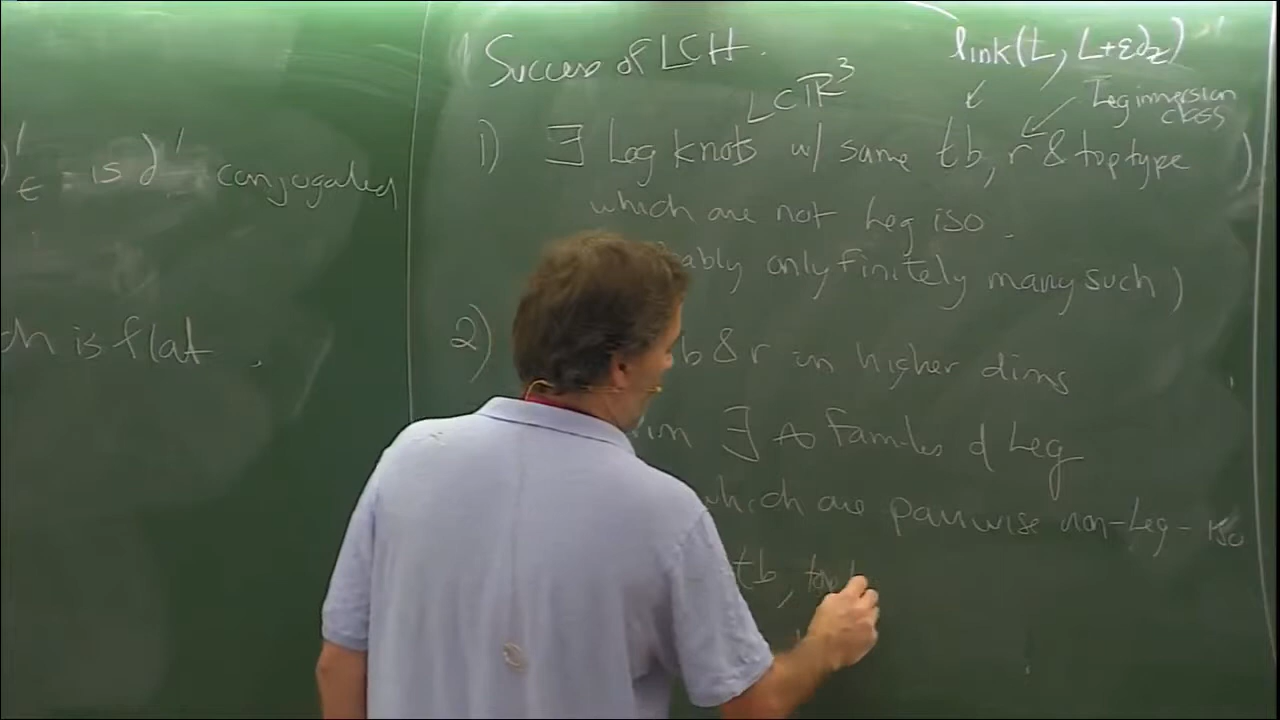 is ∂' conjugated
is flat.
Success of LCH.
link(L, L+ε∂z)
L⊂ℝ³
Leg immersion
class
1) ∃ Leg knots w/ same tb, r & top type )
which are not Leg iso.
ably only finitely many such)
2) b & r in higher dims
∃ ∞ families of Leg
which are pairwise non-Leg-iso
tb,